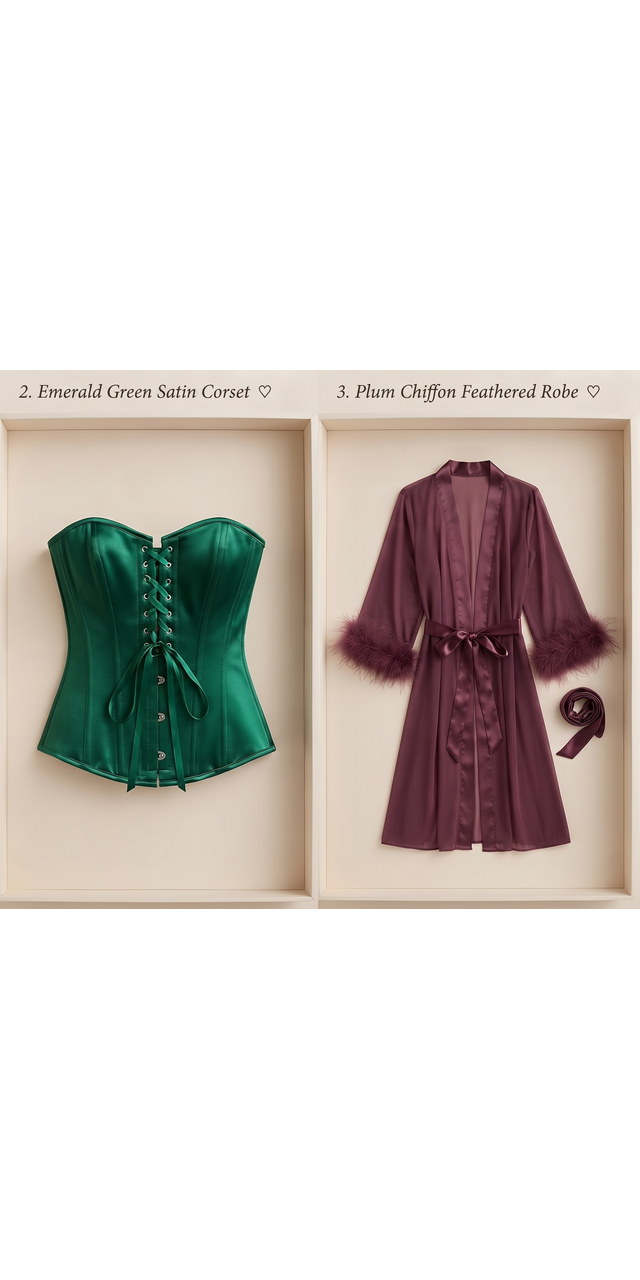 2. Emerald Green Satin Corset ♡
3. Plum Chiffon Feathered Robe ♡